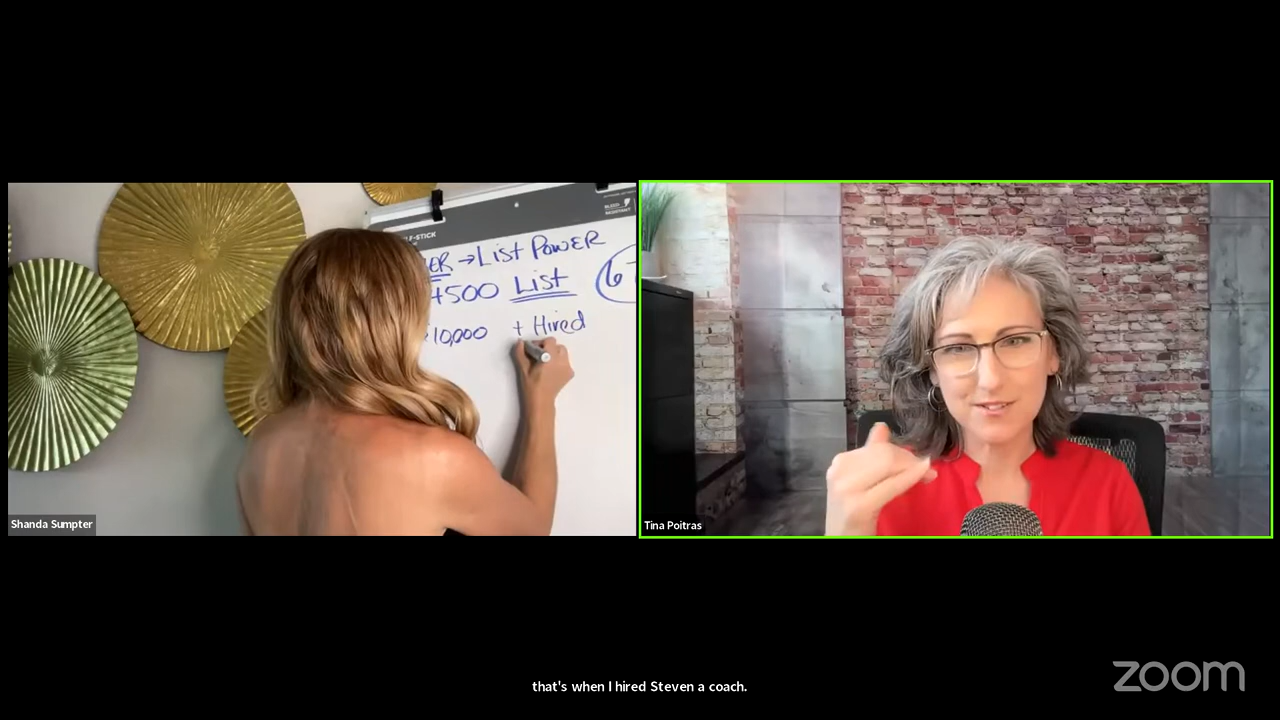 List Power
4500 List
10,000 + Hired
Shanda Sumpter
Tina Poitras
that's when I hired Steven a coach.
zoom